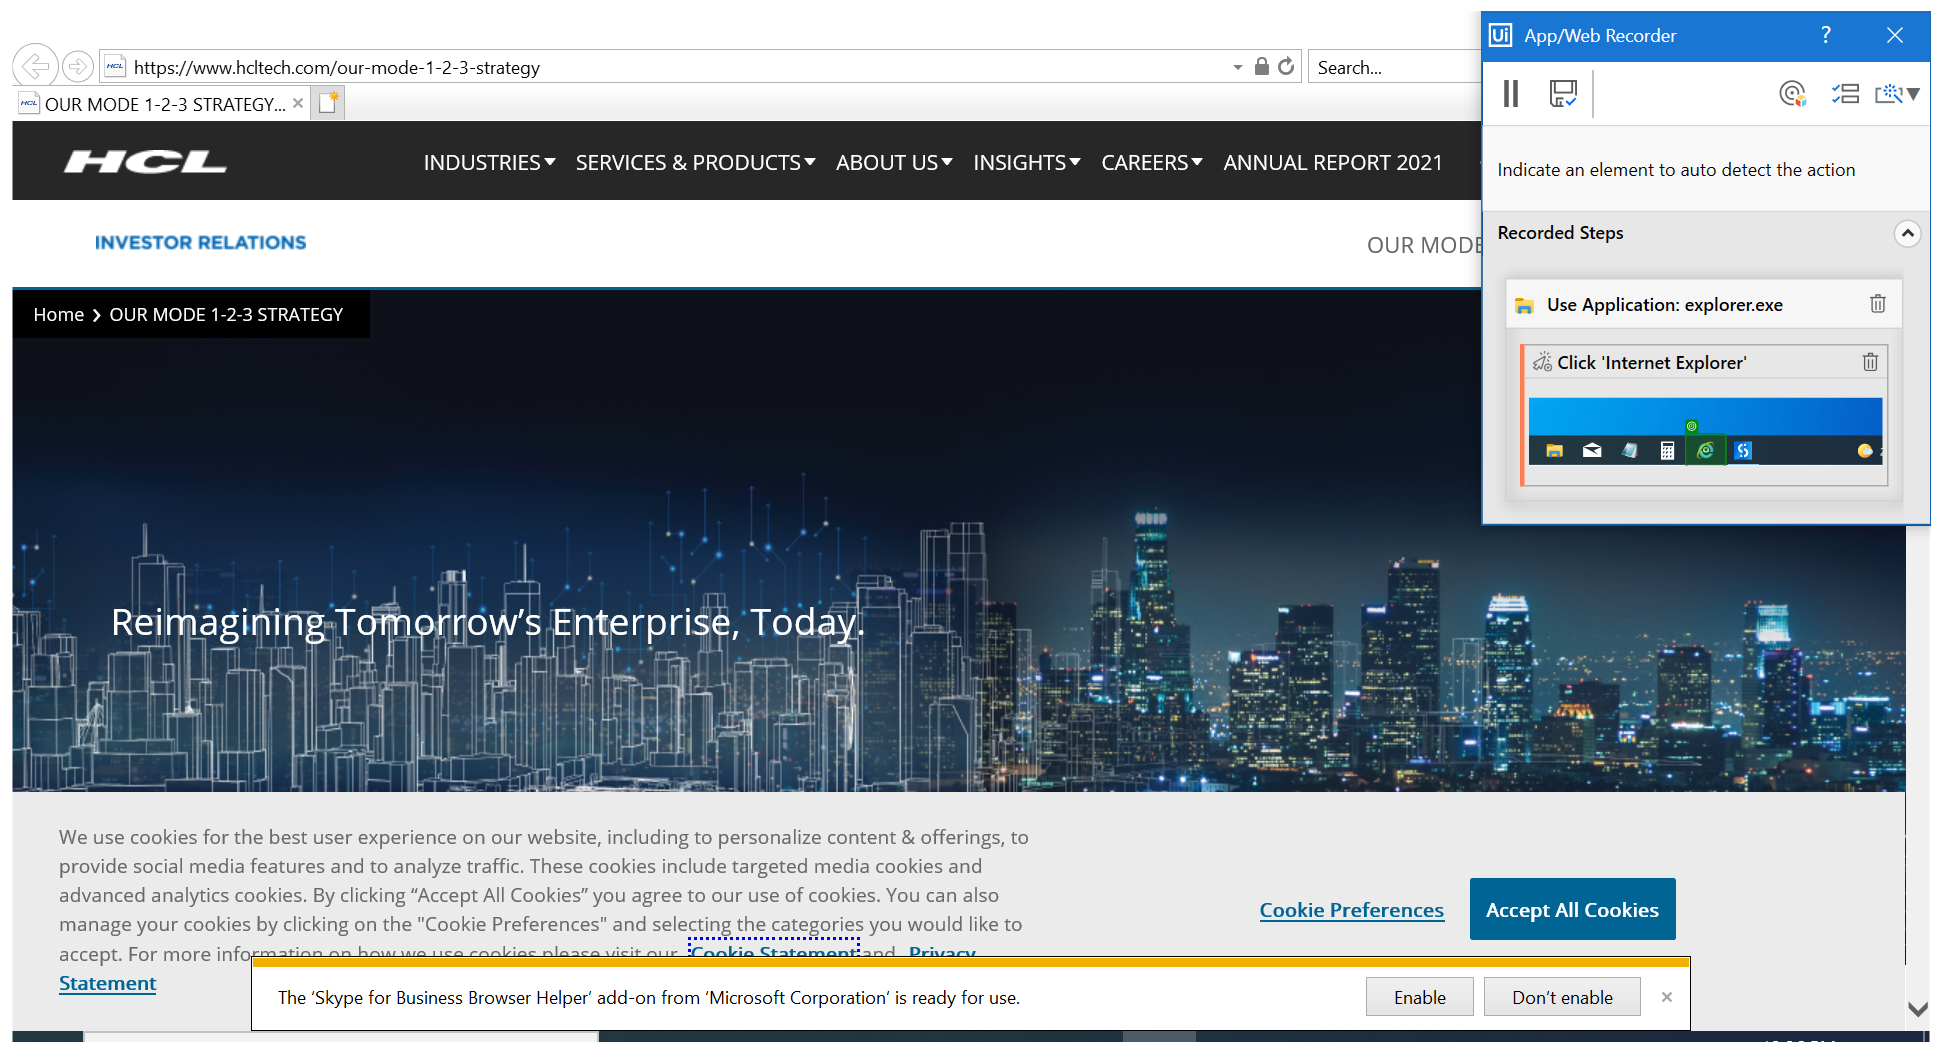 Ui App/Web Recorder ?
https://www.hcltech.com/our-mode-1-2-3-strategy
Search...
HCL OUR MODE 1-2-3 STRATEGY...
HCL
INDUSTRIES SERVICES & PRODUCTS ABOUT US INSIGHTS CAREERS ANNUAL REPORT 2021
Indicate an element to auto detect the action
INVESTOR RELATIONS
OUR MODE
Recorded Steps
Home > OUR MODE 1-2-3 STRATEGY
Use Application: explorer.exe
Click 'Internet Explorer'
Reimagining Tomorrow’s Enterprise, Today.
We use cookies for the best user experience on our website, including to personalize content & offerings, to
provide social media features and to analyze traffic. These cookies include targeted media cookies and
advanced analytics cookies. By clicking “Accept All Cookies” you agree to our use of cookies. You can also
manage your cookies by clicking on the "Cookie Preferences" and selecting the categories you would like to
accept. For more information on how we use cookies please visit our Cookie Statement and Privacy
Statement
Cookie Preferences
Accept All Cookies
The ‘Skype for Business Browser Helper’ add-on from ‘Microsoft Corporation’ is ready for use.
Enable
Don’t enable